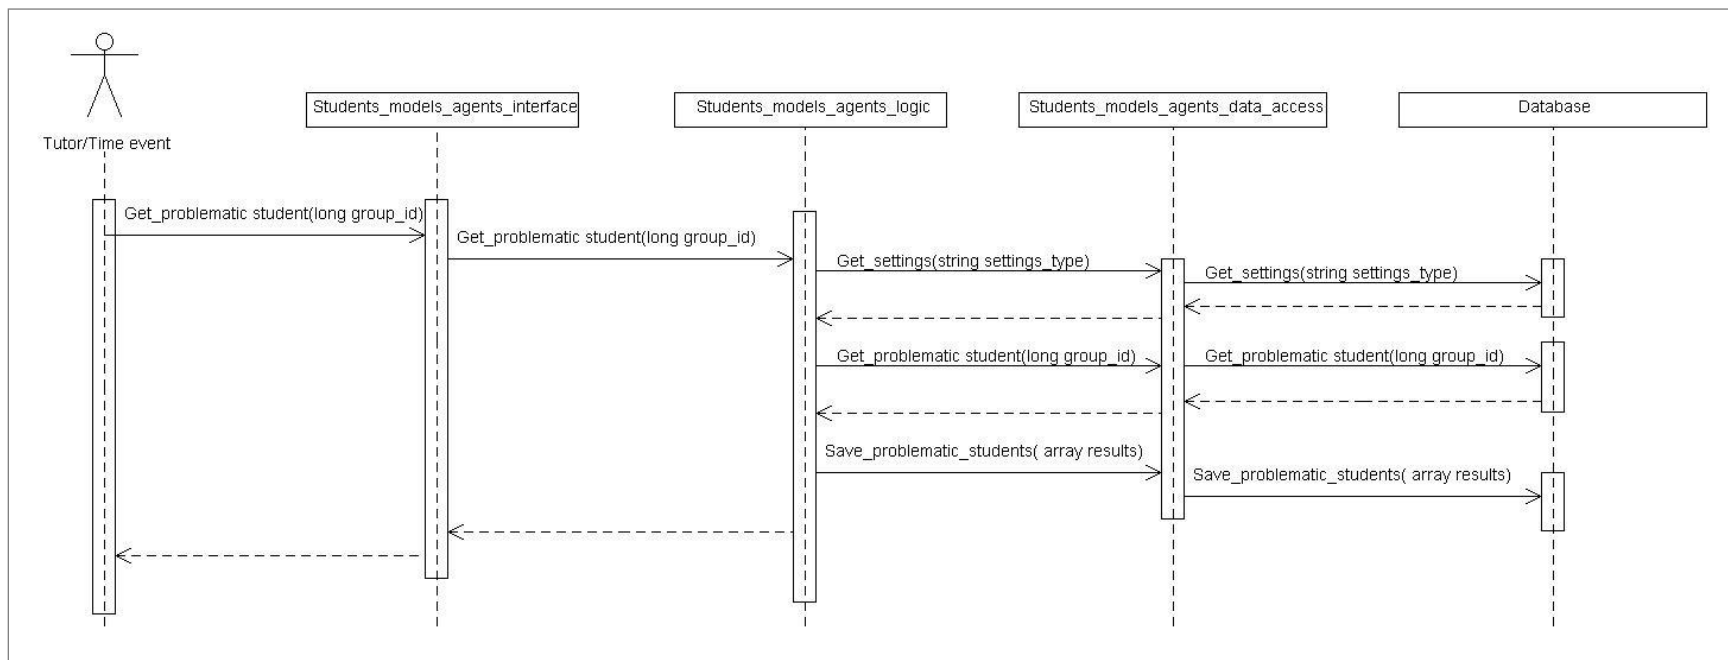 Students_models_agents_interface
Students_models_agents_logic
Students_models_agents_data_access
Database
Tutor/Time event
Get_problematic student(long group_id)
Get_problematic student(long group_id)
Get_settings(string settings_type)
Get_settings(string settings_type)
Get_problematic student(long group_id)
Get_problematic student(long group_id)
Save_problematic_students( array results)
Save_problematic_students( array results)